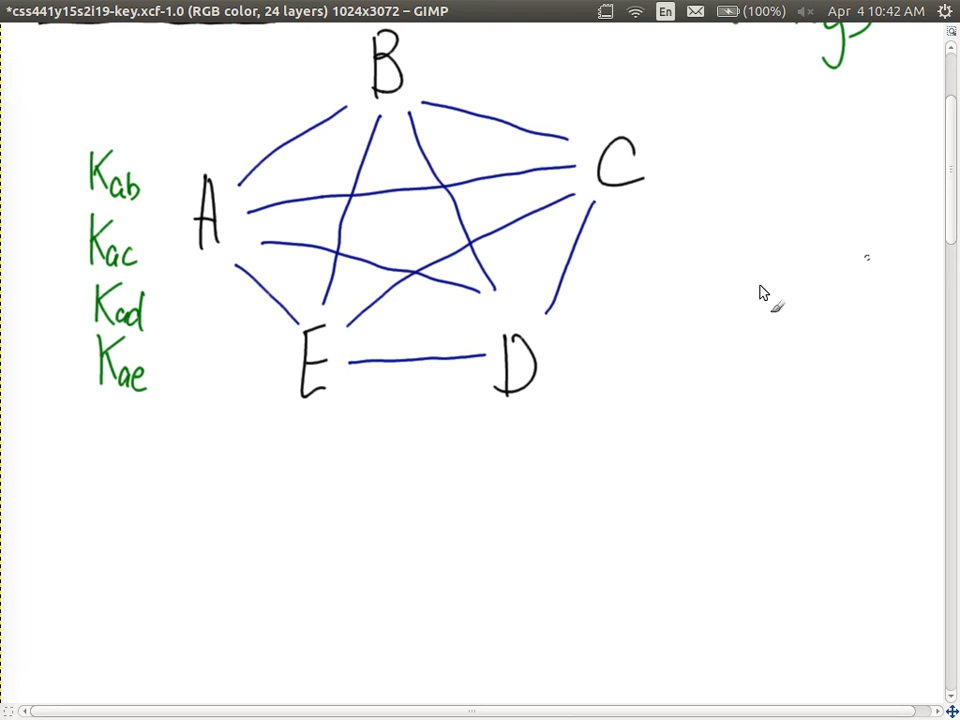 *css441y15s2i19-key.xcf-1.0 (RGB color, 24 layers) 1024x3072 – GIMP
En
(100%)
Apr 4 10:42 AM
B
C
Kab
A
Kac
Kad
E
D
Kae